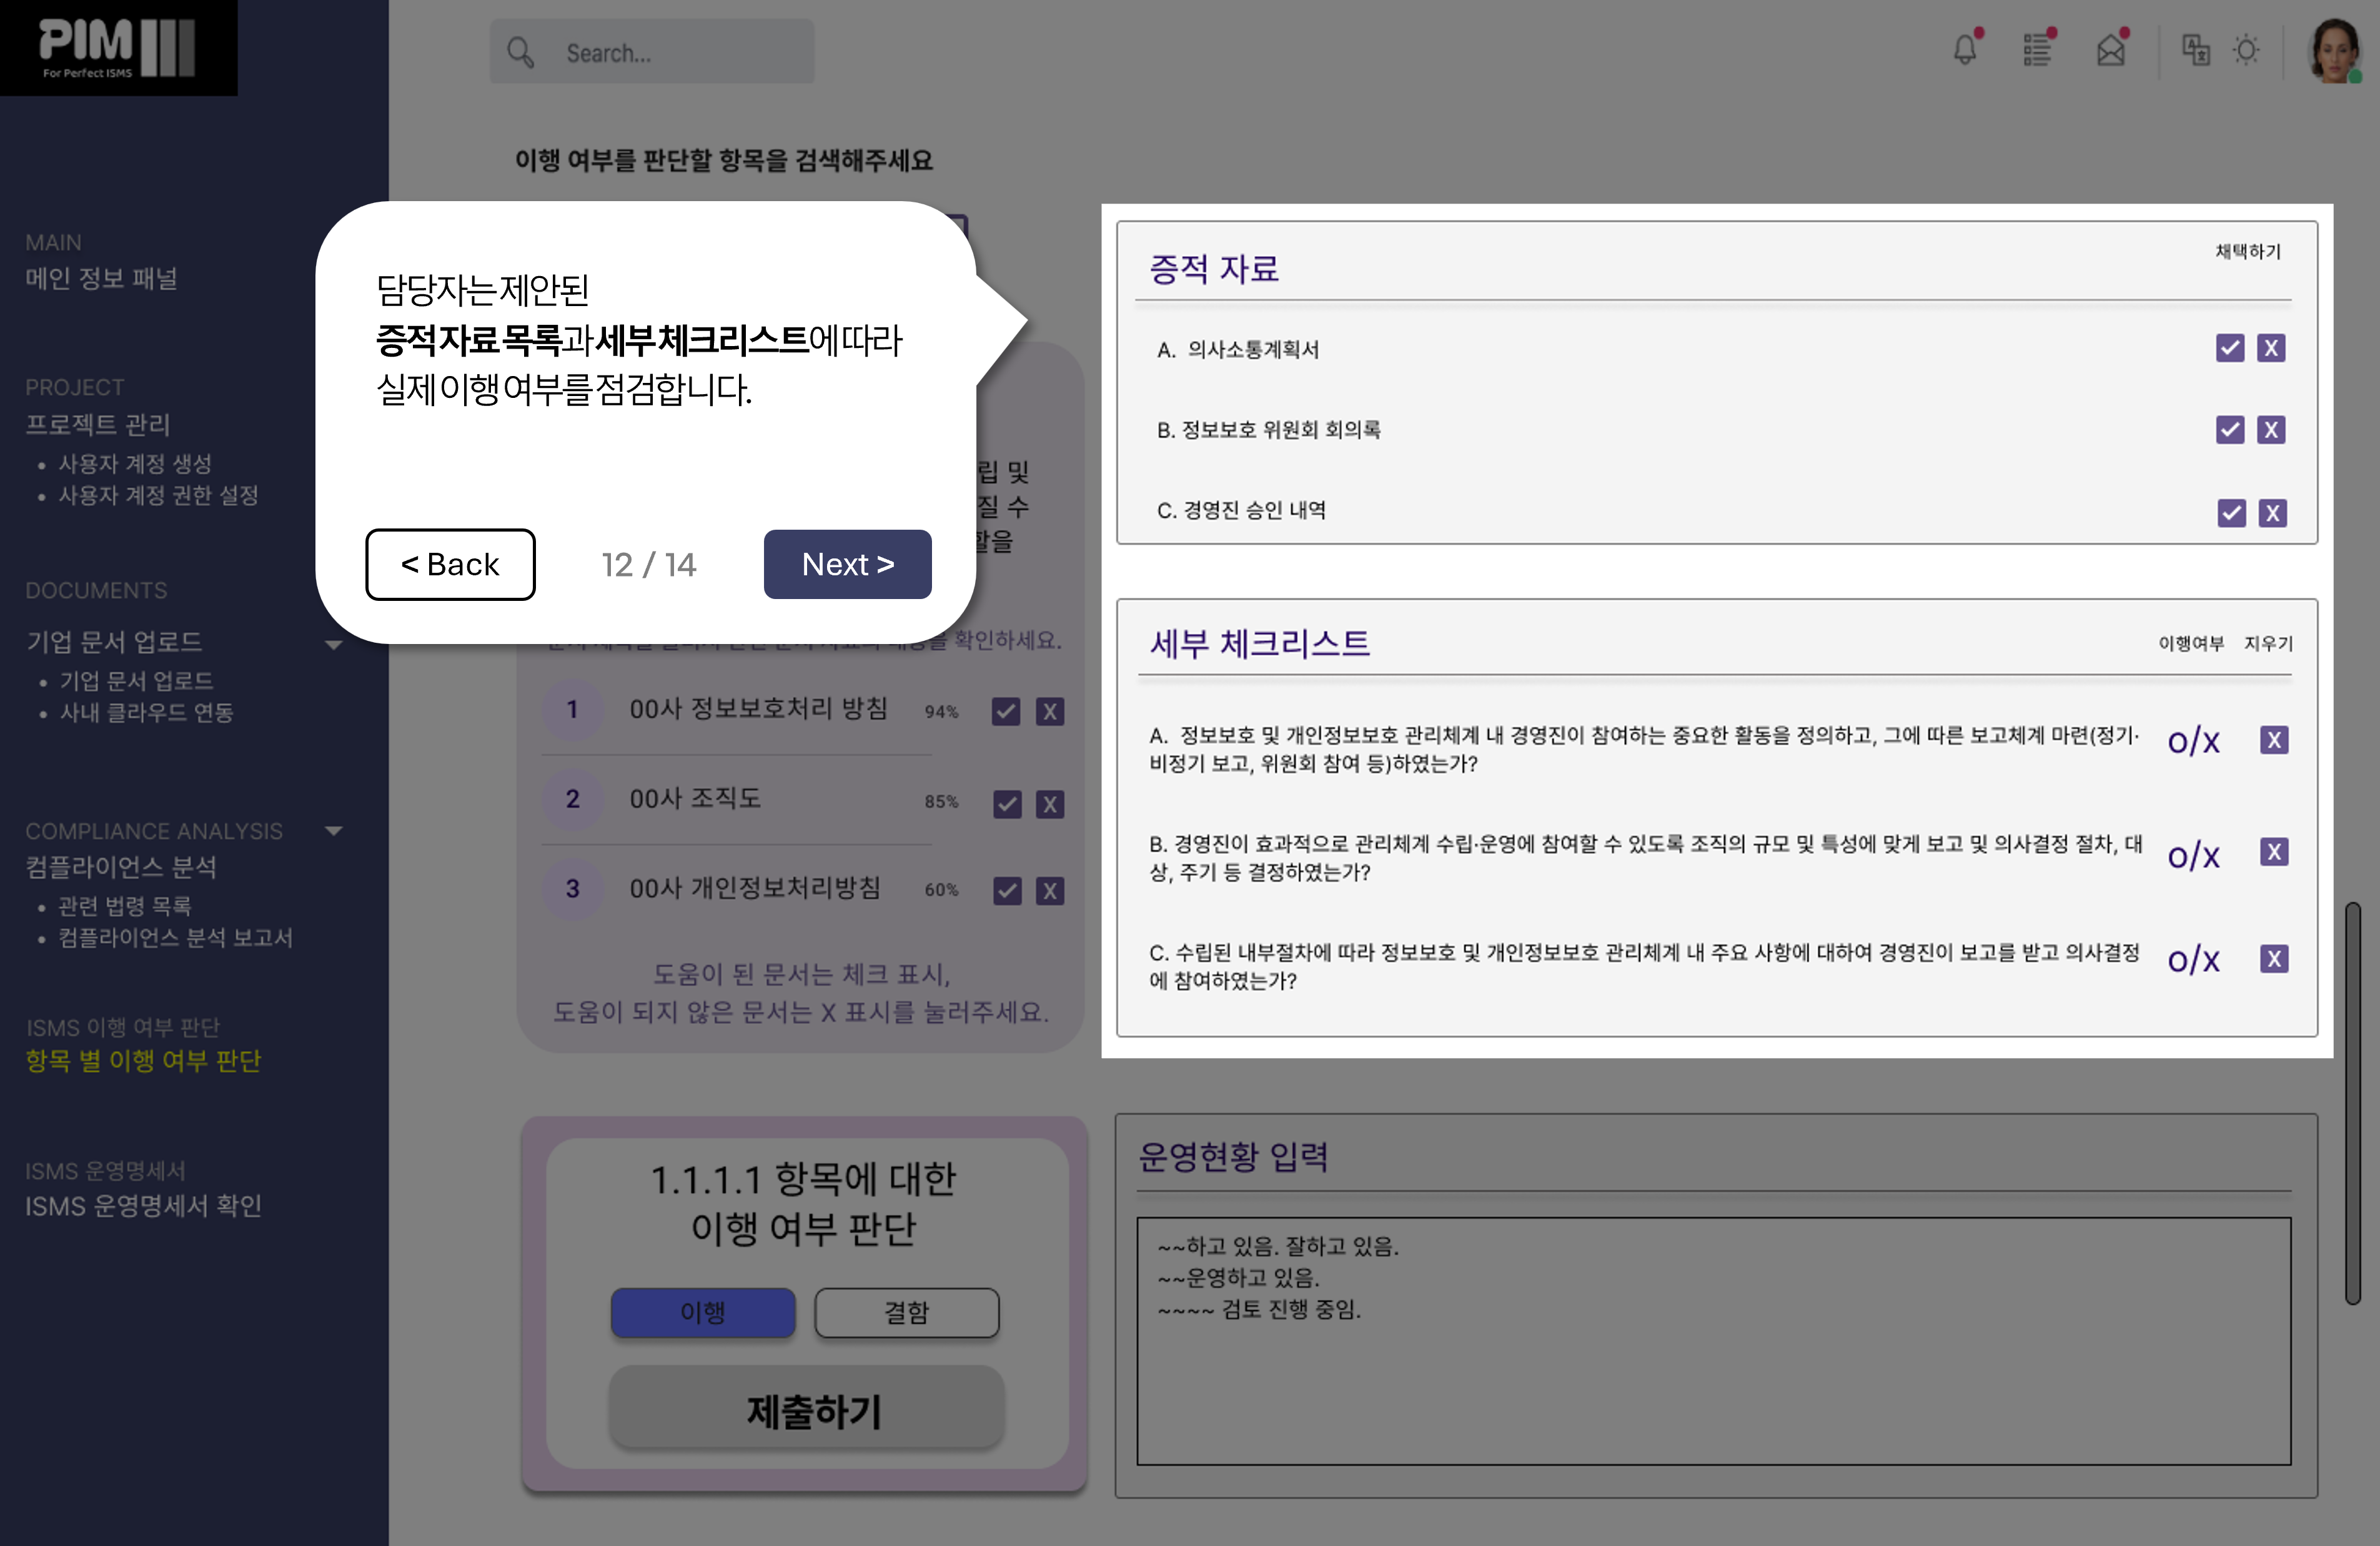 PIM
For Perfect ISMS
Search...
MAIN
메인 정보 패널
PROJECT
프로젝트 관리
• 사용자 계정 생성
• 사용자 계정 권한 설정
DOCUMENTS
기업 문서 업로드
• 기업 문서 업로드
• 사내 클라우드 연동
COMPLIANCE ANALYSIS
컴플라이언스 분석
• 관련 법령 목록
• 컴플라이언스 분석 보고서
ISMS 이행 여부 판단
항목 별 이행 여부 판단
ISMS 운영명세서
ISMS 운영명세서 확인
이행 여부를 판단할 항목을 검색해주세요
담당자는 제안된
증적 자료 목록과 세부 체크리스트에 따라
실제 이행 여부를 점검합니다.
< Back
12 / 14
Next >
립 및
질 수
할을
확인하세요.
1 00사 정보보호처리 방침 94% X
2 00사 조직도 85% X
3 00사 개인정보처리방침 60% X
도움이 된 문서는 체크 표시,
도움이 되지 않은 문서는 X 표시를 눌러주세요.
1.1.1.1 항목에 대한
이행 여부 판단
이행
결함
제출하기
증적 자료
채택하기
A. 의사소통계획서 X
B. 정보보호 위원회 회의록 X
C. 경영진 승인 내역 X
세부 체크리스트
이행여부 지우기
A. 정보보호 및 개인정보보호 관리체계 내 경영진이 참여하는 중요한 활동을 정의하고, 그에 따른 보고체계 마련(정기·
비정기 보고, 위원회 참여 등)하였는가?
o/x X
B. 경영진이 효과적으로 관리체계 수립·운영에 참여할 수 있도록 조직의 규모 및 특성에 맞게 보고 및 의사결정 절차, 대
상, 주기 등 결정하였는가?
o/x X
C. 수립된 내부절차에 따라 정보보호 및 개인정보보호 관리체계 내 주요 사항에 대하여 경영진이 보고를 받고 의사결정
에 참여하였는가?
o/x X
운영현황 입력
~~하고 있음. 잘하고 있음.
~~운영하고 있음.
~~~~ 검토 진행 중임.